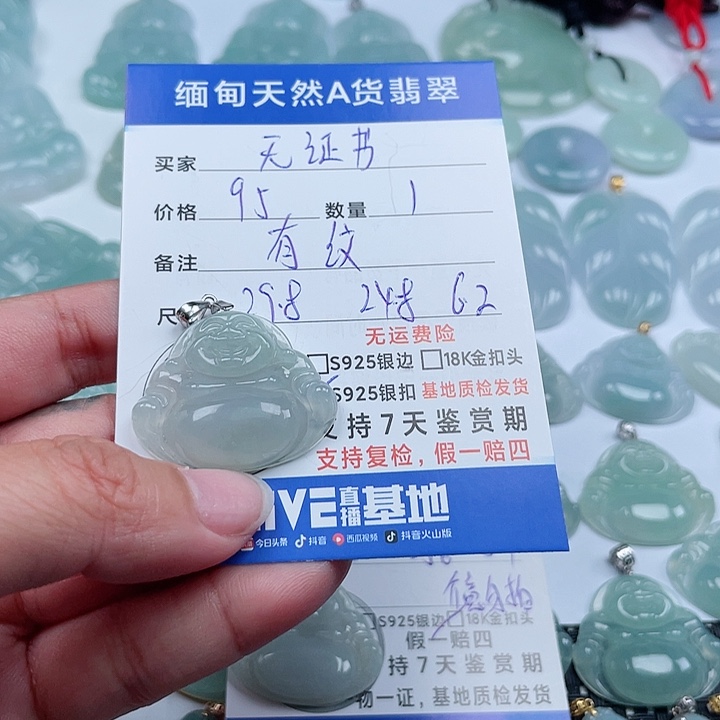 缅甸天然A货翡翠
买家 无证书
价格 95 数量 1
备注 有纹
尺 29.8 24.8 6.2
无运费险
S925银边 18K金扣头
S925银扣 基地质检发货
持7天鉴赏期
支持复检，假一赔四
IVE直播基地
今日头条 抖音 西瓜视频 抖音火山版
S925银边 18K金扣头
假一赔四
持7天鉴赏期
物一证，基地质检发货